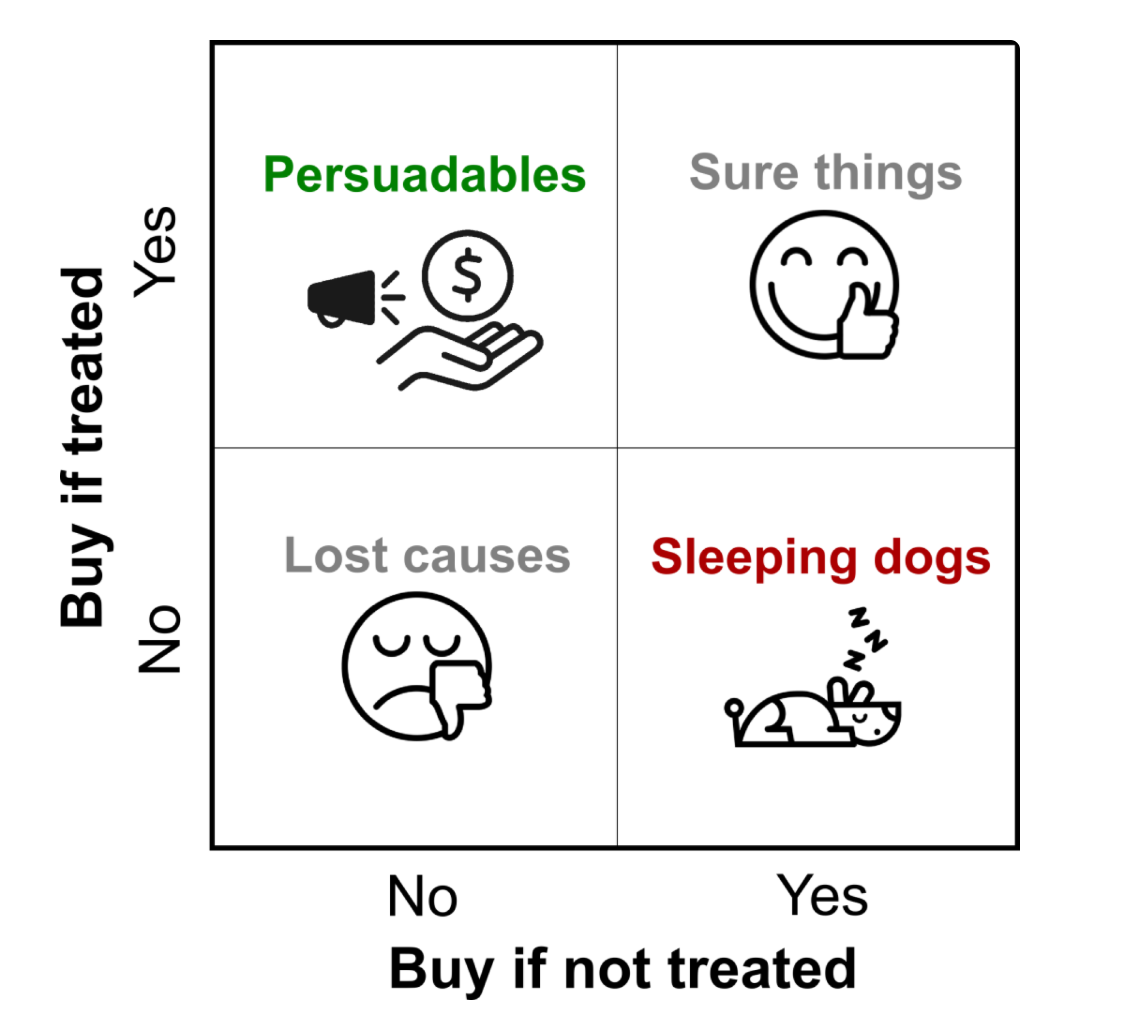 Buy if treated
Yes
No
Persuadables
Sure things
$
Lost causes
Sleeping dogs
z
z
z
No
Yes
Buy if not treated